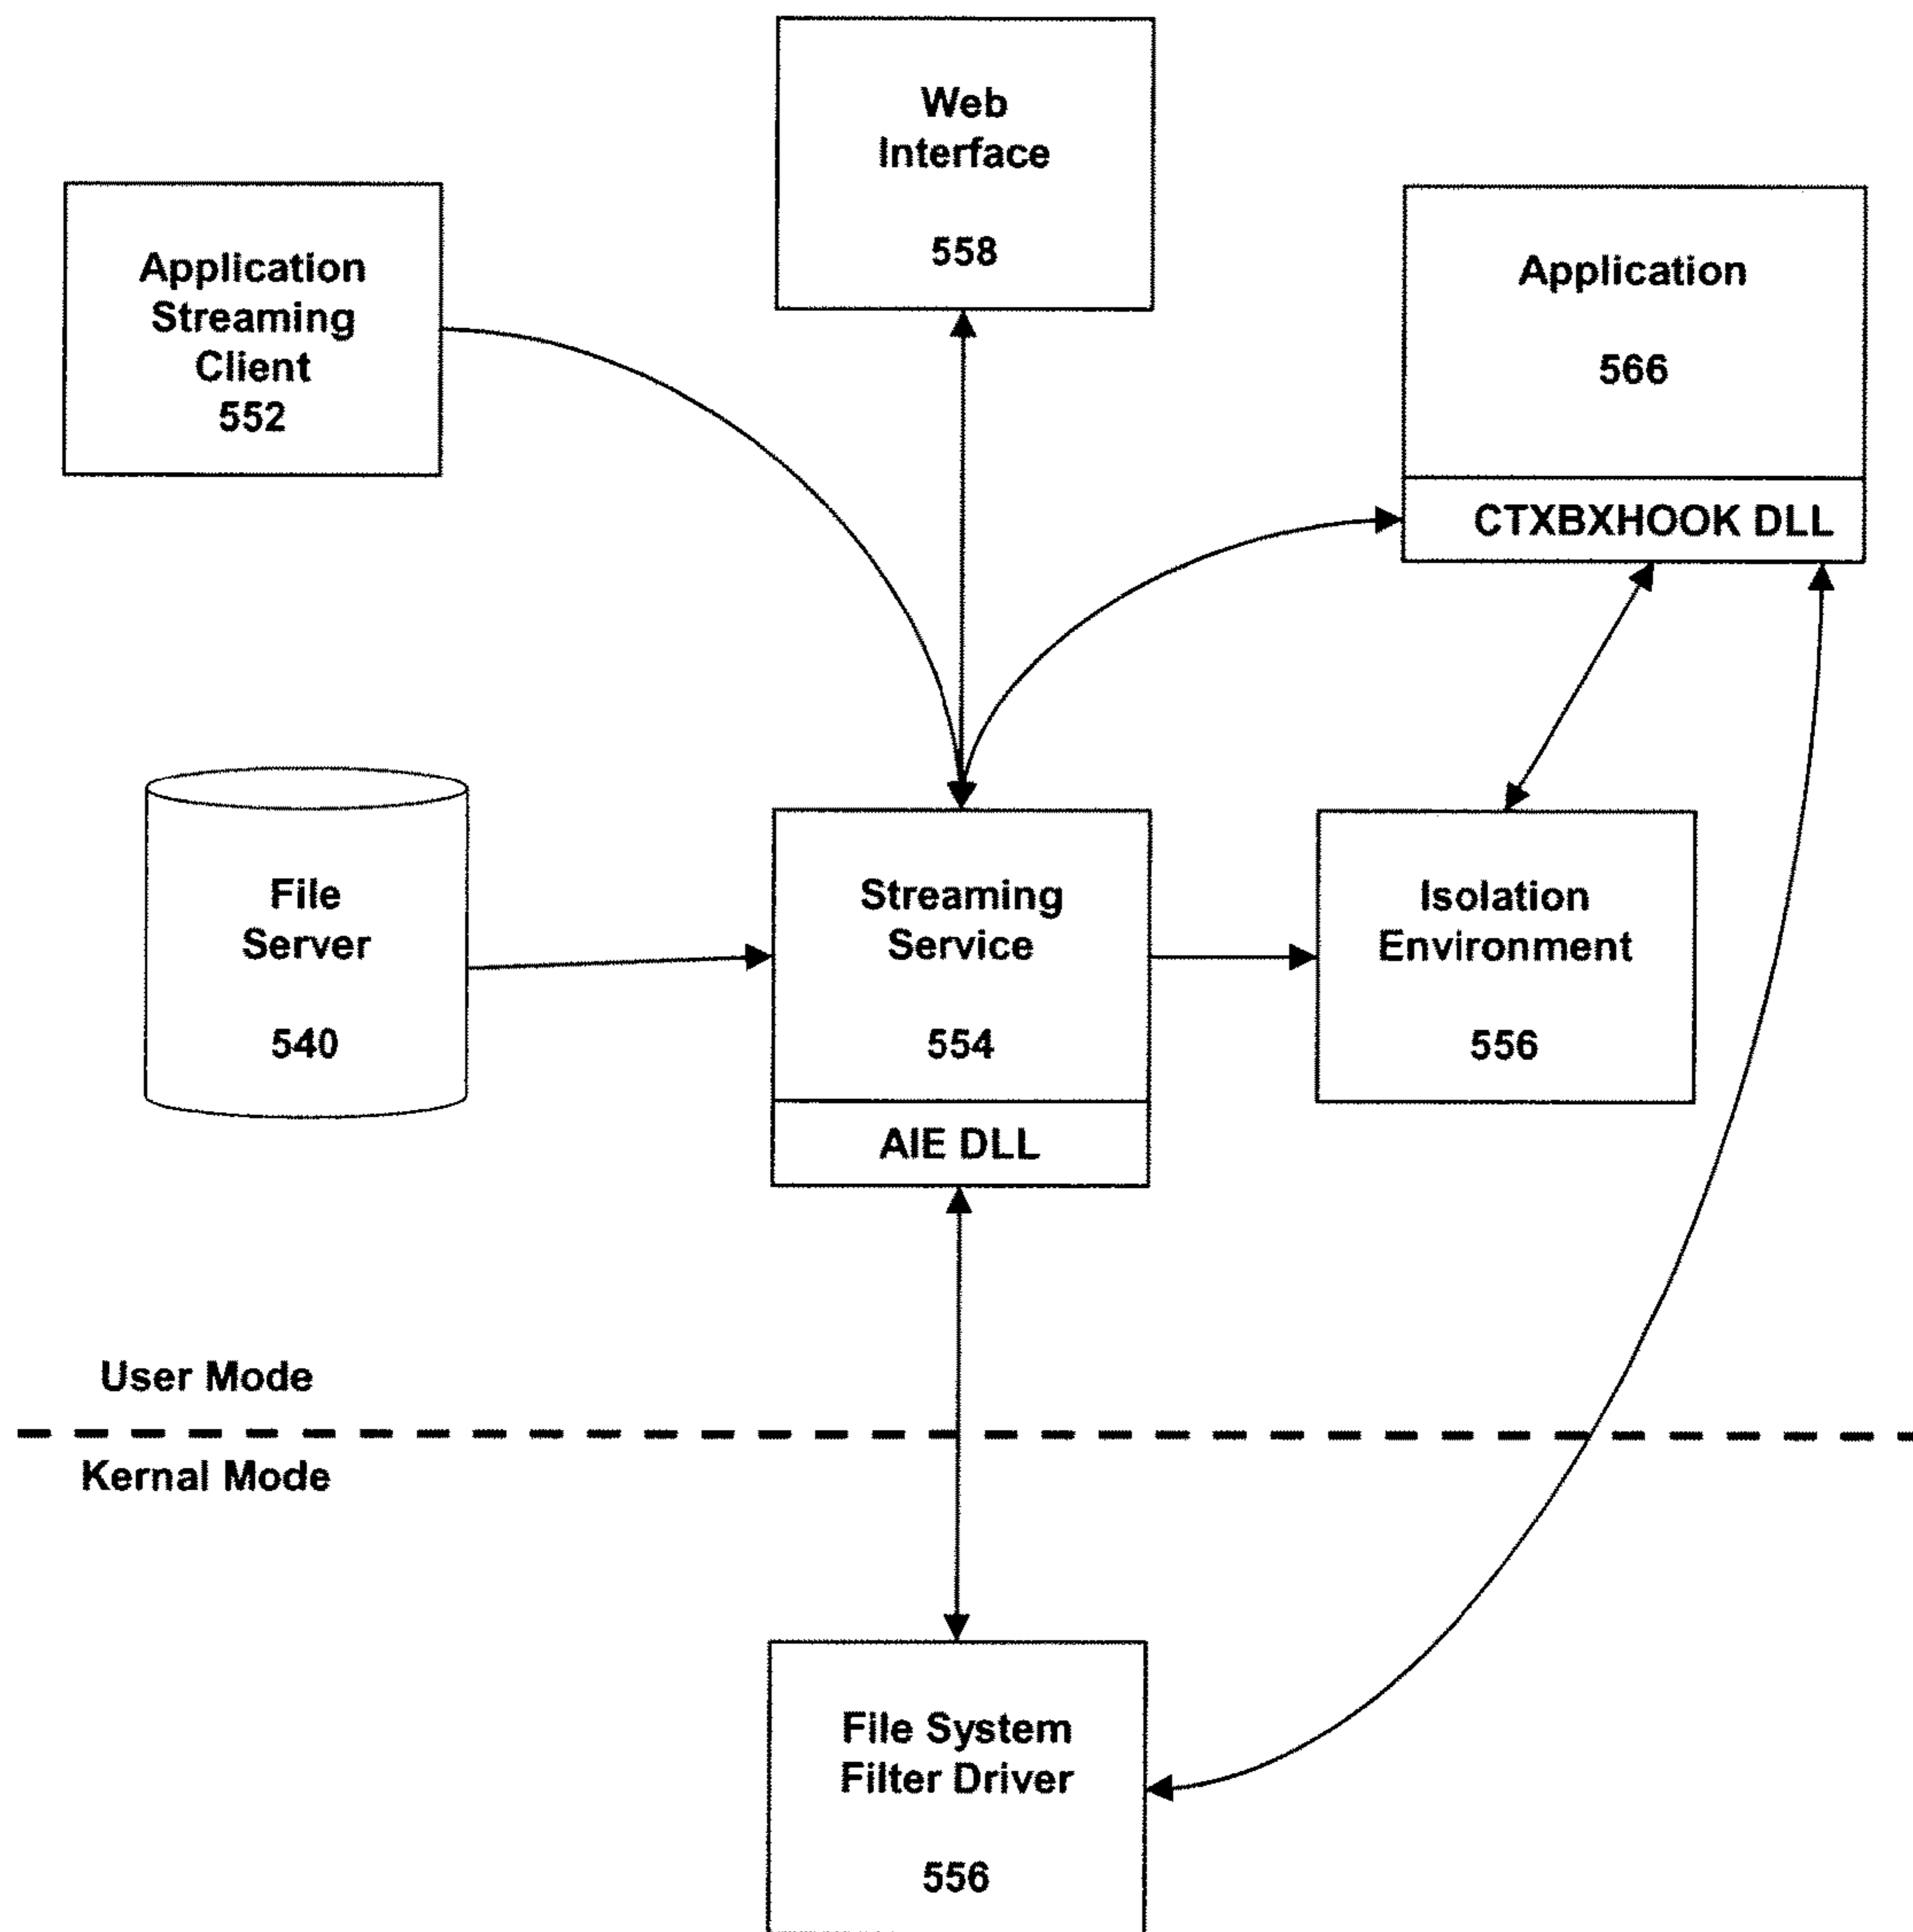 Web
Interface
558
Application
Streaming
Client
552
Application
566
CTXBXHOOK DLL
File
Server
540
Streaming
Service
554
AIE DLL
Isolation
Environment
556
User Mode
Kernal Mode
File System
Filter Driver
556